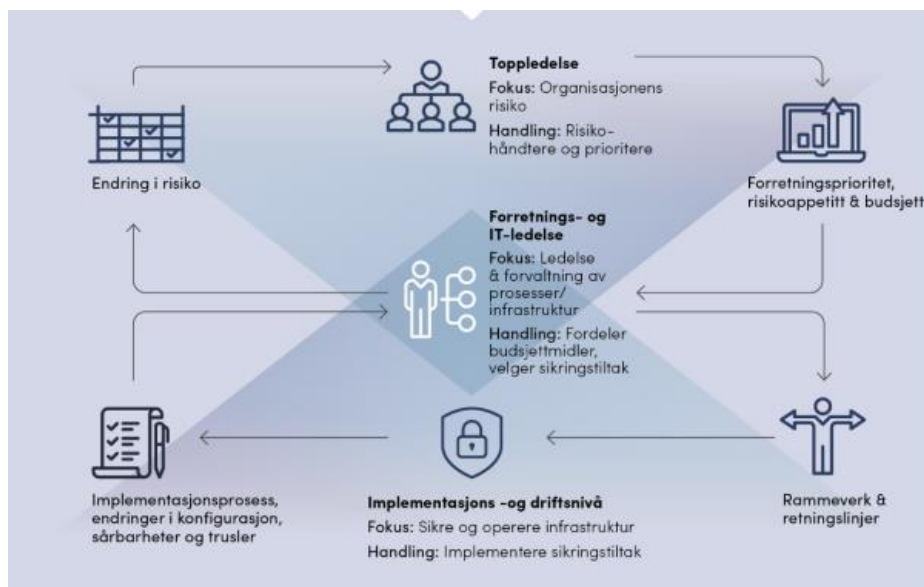 Toppledelse
Fokus: Organisasjonens
risiko
Handling: Risiko-
håndtere og prioritere
Endring i risiko
Forretningsprioritet,
risikoappetitt & budsjett
Forretnings- og
IT-ledelse
Fokus: Ledelse
& forvaltning av
prosesser/
infrastruktur
Handling: Fordeler
budsjettmidler,
velger sikringstiltak
Implementasjonsprosess,
endringer i konfigurasjon,
sårbarheter og trusler
Implementasjons -og driftsnivå
Fokus: Sikre og operere infrastruktur
Handling: Implementere sikringstiltak
Rammeverk &
retningslinjer